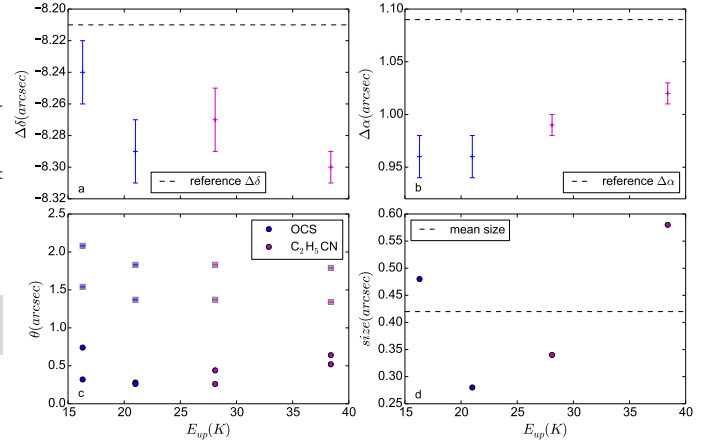 −8.20
−8.22
−8.24
−8.26
−8.28
−8.30
−8.32
Δδ(arcsec)
a
reference Δδ
1.10
1.05
1.00
0.95
Δα(arcsec)
b
reference Δα
2.5
2.0
1.5
1.0
0.5
0.0
θ(arcsec)
OCS
C₂H₅CN
c
15 20 25 30 35 40
E_up(K)
0.60
0.55
0.50
0.45
0.40
0.35
0.30
0.25
size(arcsec)
mean size
d
15 20 25 30 35 40
E_up(K)